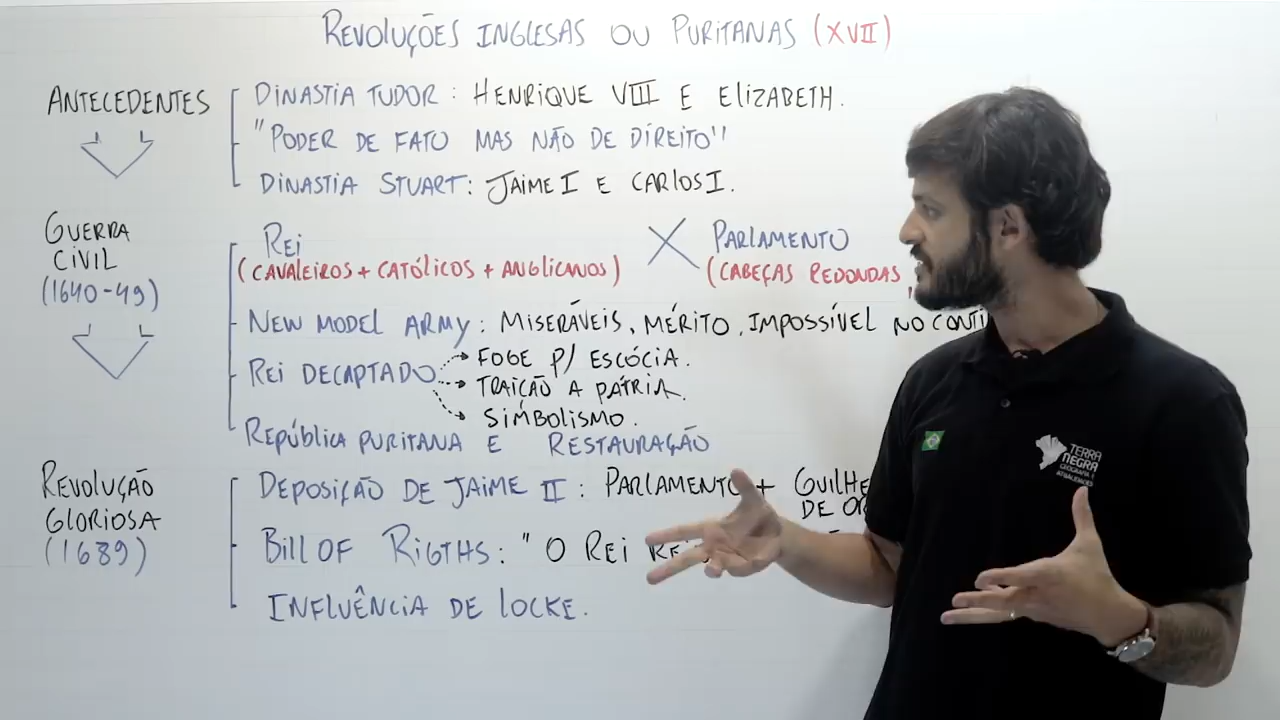 REVOLUÇÕES INGLESAS OU PURITANAS (XVII)
ANTECEDENTES
DINASTIA TUDOR: HENRIQUE VIII E ELIZABETH.
"PODER DE FATO MAS NÃO DE DIREITO"
DINASTIA STUART: JAIME I E CARLOS I.
GUERRA
CIVIL
(1640-49)
REI
X PARLAMENTO
(CAVALEIROS + CATÓLICOS + ANGLICANOS)
(CABEÇAS REDONDAS,
NEW MODEL ARMY: MISERÁVEIS, MÉRITO, IMPOSSÍVEL NO
REI DECAPTADO
FOGE P/ ESCÓCIA.
TRAIÇÃO A PÁTRIA.
SIMBOLISMO.
REPÚBLICA PURITANA E RESTAURAÇÃO
REVOLUÇÃO
GLORIOSA
(1689)
DEPOSIÇÃO DE JAIME II: PARLAMENTO +
DE
BILL OF RIGTHS: "O REI
INFLUÊNCIA DE LOCKE.
TERRA
NEGRA
GEOGRAFIA E
ATUALIDADES